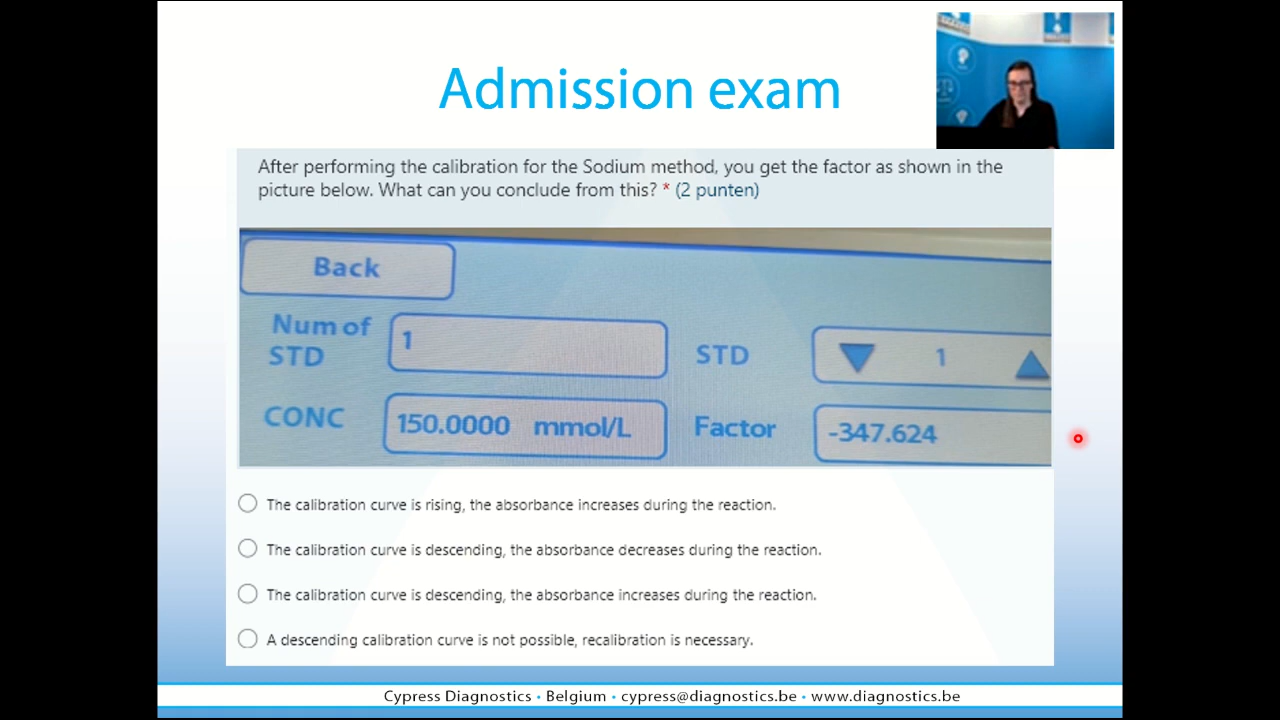 Admission exam
After performing the calibration for the Sodium method, you get the factor as shown in the
picture below. What can you conclude from this? * (2 punten)
Back
Num of
STD
1
STD
1
CONC
150.0000 mmol/L
Factor
-347.624
The calibration curve is rising, the absorbance increases during the reaction.
The calibration curve is descending, the absorbance decreases during the reaction.
The calibration curve is descending, the absorbance increases during the reaction.
A descending calibration curve is not possible, recalibration is necessary.
Cypress Diagnostics • Belgium • cypress@diagnostics.be • www.diagnostics.be